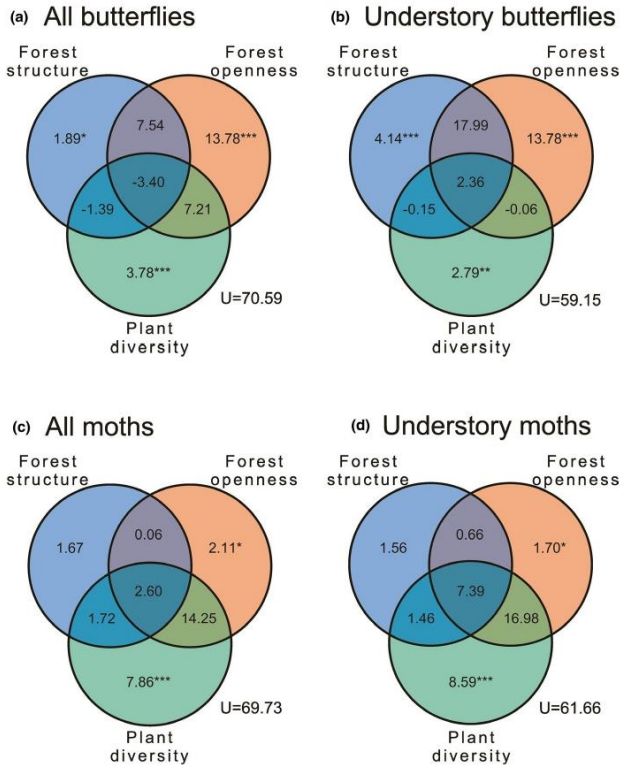 (a) All butterflies
(b) Understory butterflies
Forest
structure
Forest
openness
1.89*
7.54
13.78***
-3.40
-1.39
7.21
3.78***
U=70.59
Plant
diversity
Forest
structure
Forest
openness
4.14***
17.99
13.78***
2.36
-0.15
-0.06
2.79**
U=59.15
Plant
diversity
(c) All moths
(d) Understory moths
Forest
structure
Forest
openness
1.67
0.06
2.11*
2.60
1.72
14.25
7.86***
U=69.73
Plant
diversity
Forest
structure
Forest
openness
1.56
0.66
1.70*
7.39
1.46
16.98
8.59***
U=61.66
Plant
diversity